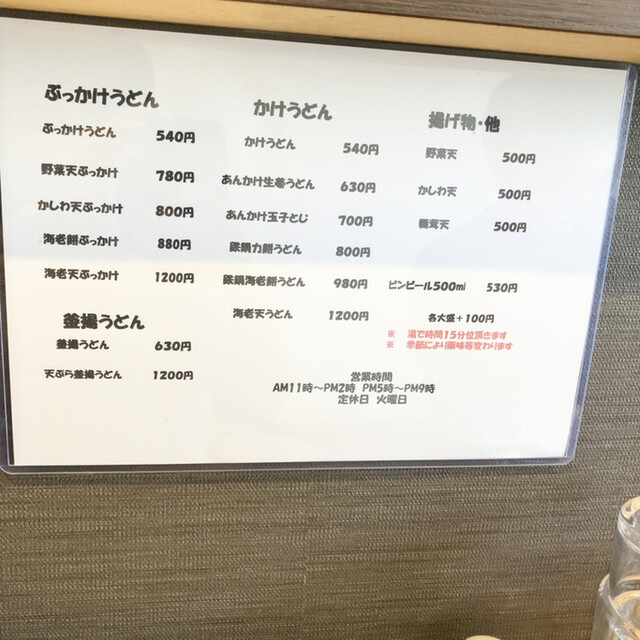 ぶっかけうどん
ぶっかけうどん 540円
野菜天ぶっかけ 780円
かしわ天ぶっかけ 800円
海老餅ぶっかけ 880円
海老天ぶっかけ 1200円
釜揚うどん
釜揚うどん 630円
天ぷら釜揚うどん 1200円
かけうどん
かけうどん 540円
あんかけ生姜うどん 630円
あんかけ玉子とじ 700円
鉄鍋力餅うどん 800円
鉄鍋海老餅うどん 980円
海老天うどん 1200円
揚げ物・他
野菜天 500円
かしわ天 500円
舞茸天 500円
ビンビール500ml 530円
各大盛+100円
※ 湯で時間15分位頂きます
※ 季節により薬味等変わります
営業時間
AM11時～PM2時 PM5時～PM9時
定休日 火曜日